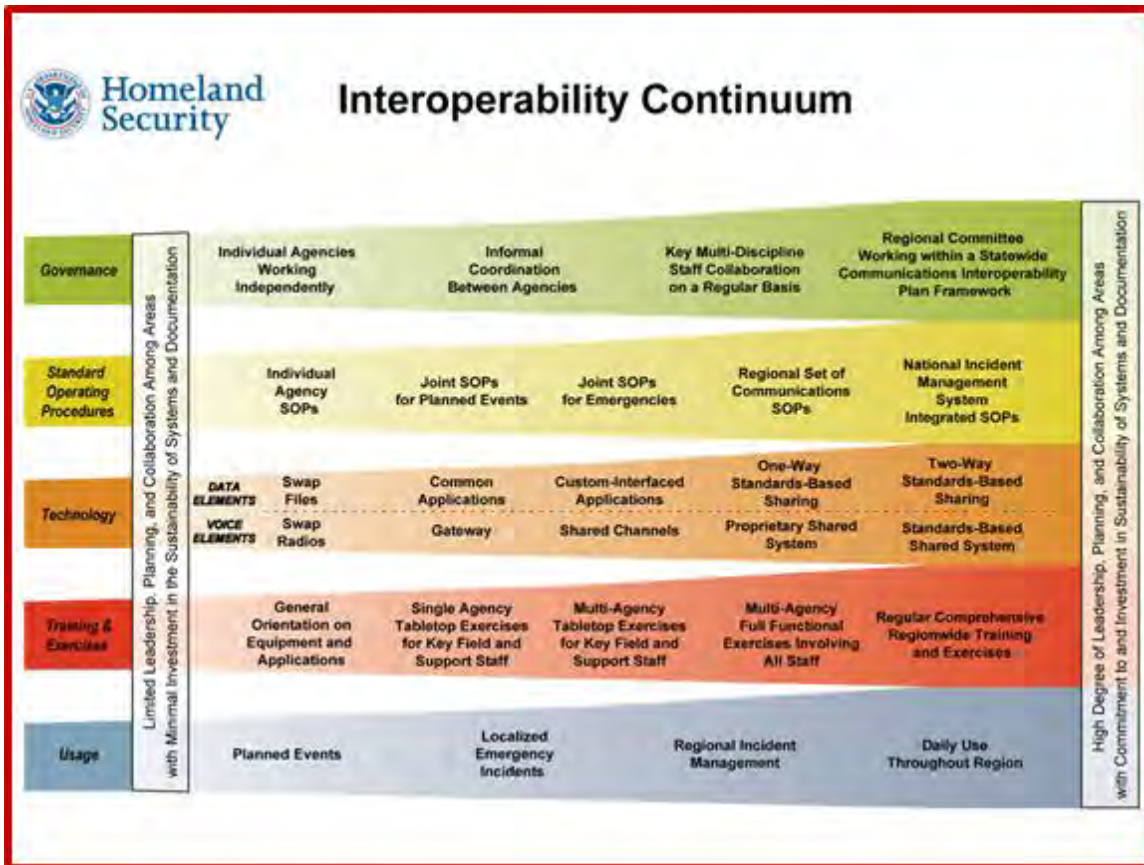 Homeland
Security
Interoperability Continuum
Limited Leadership, Planning, and Collaboration Among Areas
with Minimal Investment in the Sustainability of Systems and Documentation
High Degree of Leadership, Planning, and Collaboration Among Areas
with Commitment to and Investment in Sustainability of Systems and Documentation
Governance
Individual Agencies
Working
Independently
Informal
Coordination
Between Agencies
Key Multi-Discipline
Staff Collaboration
on a Regular Basis
Regional Committee
Working within a Statewide
Communications Interoperability
Plan Framework
Standard
Operating
Procedures
Individual
Agency
SOPs
Joint SOPs
for Planned Events
Joint SOPs
for Emergencies
Regional Set of
Communications
SOPs
National Incident
Management
System
Integrated SOPs
Technology
DATA
ELEMENTS
Swap
Files
Common
Applications
Custom-Interfaced
Applications
One-Way
Standards-Based
Sharing
Two-Way
Standards-Based
Sharing
VOICE
ELEMENTS
Swap
Radios
Gateway
Shared Channels
Proprietary Shared
System
Standards-Based
Shared System
Training &
Exercises
General
Orientation on
Equipment and
Applications
Single Agency
Tabletop Exercises
for Key Field and
Support Staff
Multi-Agency
Tabletop Exercises
for Key Field and
Support Staff
Multi-Agency
Full Functional
Exercises Involving
All Staff
Regular Comprehensive
Regionwide Training
and Exercises
Usage
Planned Events
Localized
Emergency
Incidents
Regional Incident
Management
Daily Use
Throughout Region